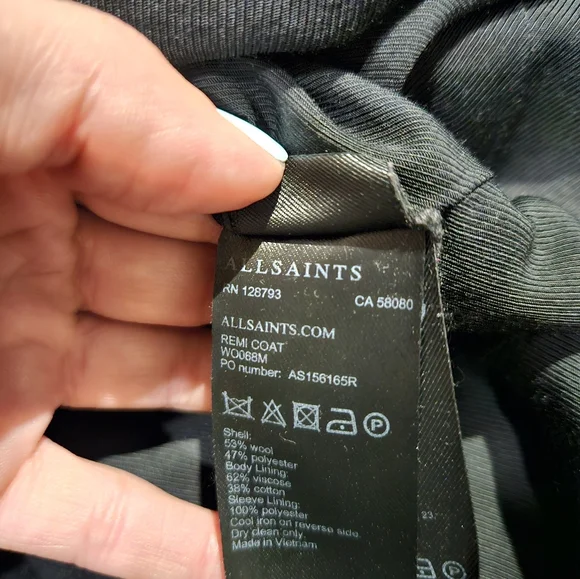 ALLSAINTS
RN 128793 CA 58080
ALLSAINTS.COM
REMI COAT
WO068M
PO number: AS156165R
P
Shell:
53% wool
47% polyester
Body Lining:
62% viscose
38% cotton
Sleeve Lining:
100% polyester
Cool iron on reverse side.
Dry clean only.
Made in Vietnam
23.
P